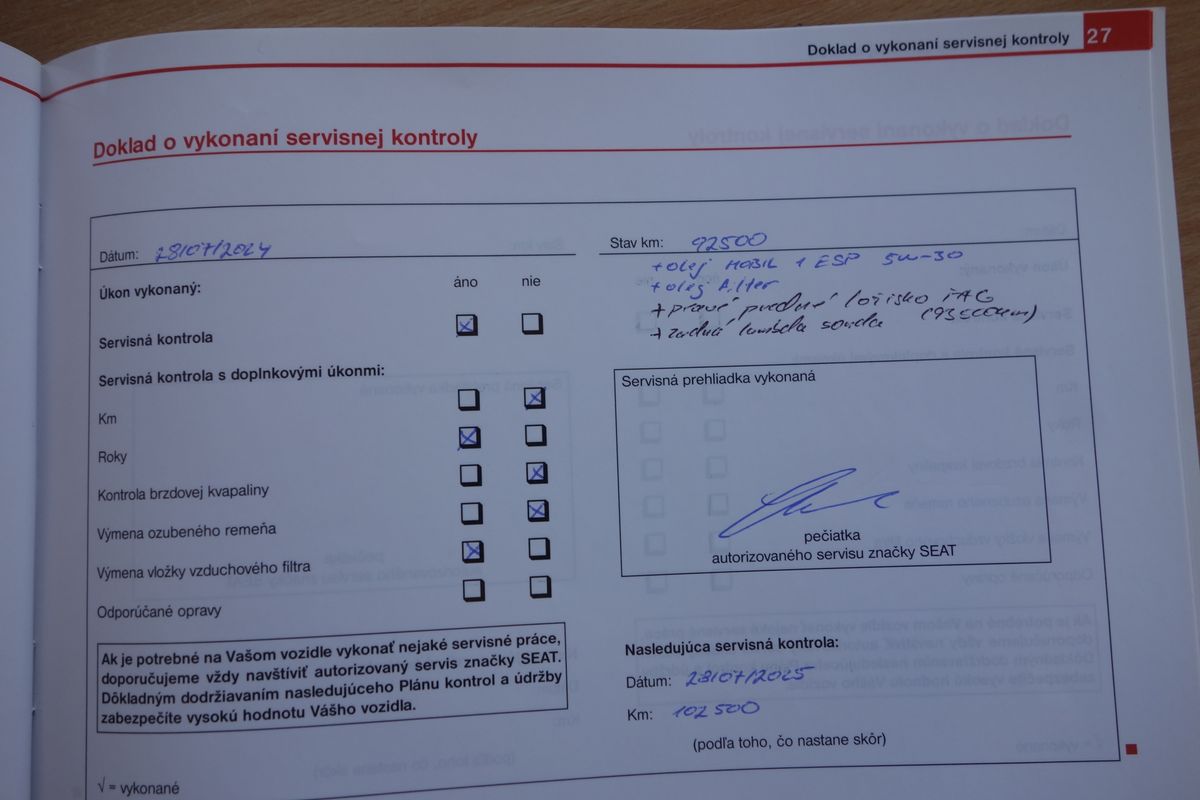 Doklad o vykonaní servisnej kontroly 27
Doklad o vykonaní servisnej kontroly
Dátum: 28/07/2024
Stav km: 92500
+ olej MOBIL 1 ESP 5W-30
+ olej. filter
+ pravé predné ložisko FAG
+ zadná lambda sonda (93500km)
Úkon vykonaný: áno nie
Servisná kontrola
Servisná kontrola s doplnkovými úkonmi:
Km
Roky
Kontrola brzdovej kvapaliny
Výmena ozubeného remeňa
Výmena vložky vzduchového filtra
Odporúčané opravy
Servisná prehliadka vykonaná
pečiatka
autorizovaného servisu značky SEAT
Ak je potrebné na Vašom vozidle vykonať nejaké servisné práce,
doporučujeme vždy navštíviť autorizovaný servis značky SEAT.
Dôkladným dodržiavaním nasledujúceho Plánu kontrol a údržby
zabezpečíte vysokú hodnotu Vášho vozidla.
Nasledujúca servisná kontrola:
Dátum: 28/07/2025
Km: 102500
(podľa toho, čo nastane skôr)
√ = vykonané